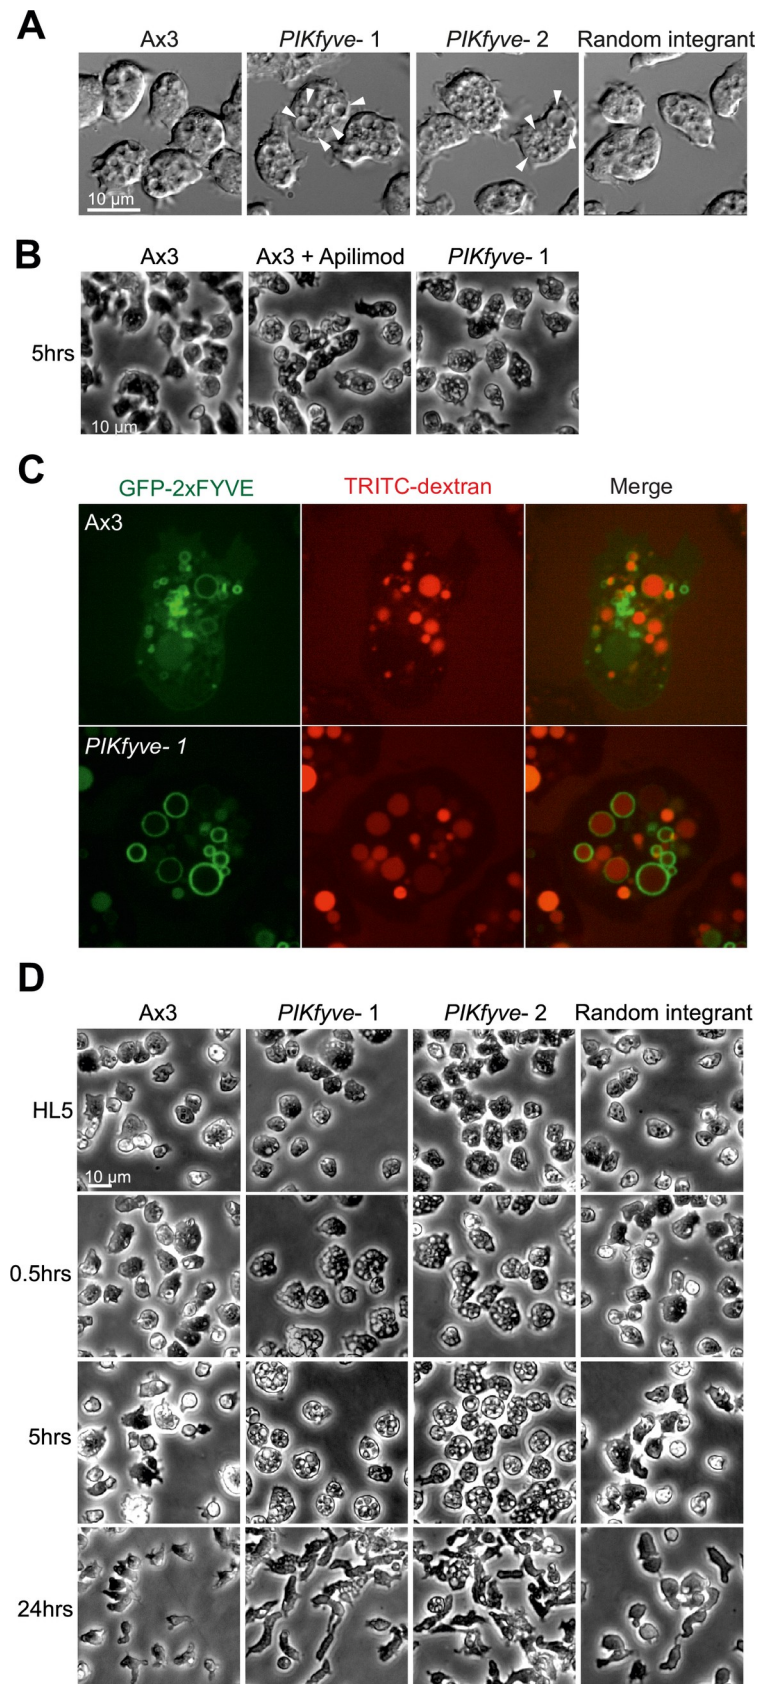 A
Ax3 PIKfyve- 1 PIKfyve- 2 Random integrant
10 µm
B
Ax3 Ax3 + Apilimod PIKfyve- 1
5hrs
10 µm
C
GFP-2xFYVE TRITC-dextran Merge
Ax3
PIKfyve- 1
D
Ax3 PIKfyve- 1 PIKfyve- 2 Random integrant
HL5
10 µm
0.5hrs
5hrs
24hrs